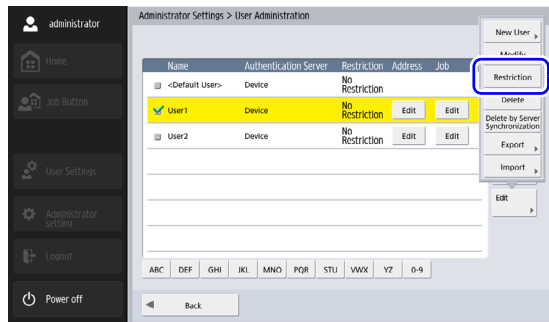 administrator
Administrator Settings > User Administration
New User
Modify
Home
Name Authentication Server Restriction Address Job
Restriction
<Default User> Device No Restriction
Job Button
User1 Device No Restriction Edit Edit
Delete
Delete by Server
Synchronization
User2 Device No Restriction Edit Edit
Export
User Settings
Import
Edit
Administrator
setting
Logout
ABC DEF GHI JKL MNO PQR STU VWX YZ 0-9
Power off
Back